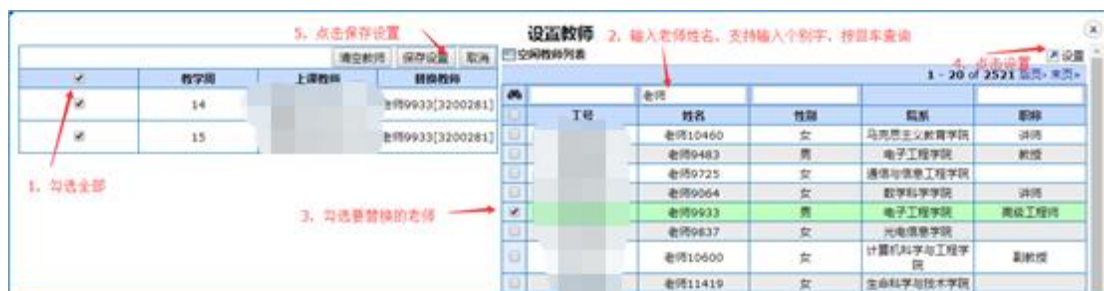 设置教师
5、点击保存设置
2、输入老师姓名，支持输入个别字，按回车查询
清空教师 保存设置 取消
空闲教师列表
4、点击设置
设置
1 - 20 of 2521
末页»
教学周 上课教师 替换教师
14 老师9933[3200281]
15 老师9933[3200281]
1、勾选全部
3、勾选要替换的老师
老师
工号 姓名 性别 院系 职称
老师10460 女 马克思主义教育学院 讲师
老师9483 男 电子工程学院 教授
老师9725 女 通信与信息工程学院
老师9064 女 数学科学学院 讲师
老师9933 男 电子工程学院 高级工程师
老师9837 女 光电信息学院
老师10600 女 计算机科学与工程学院 副教授
老师11419 女 生命科学与技术学院